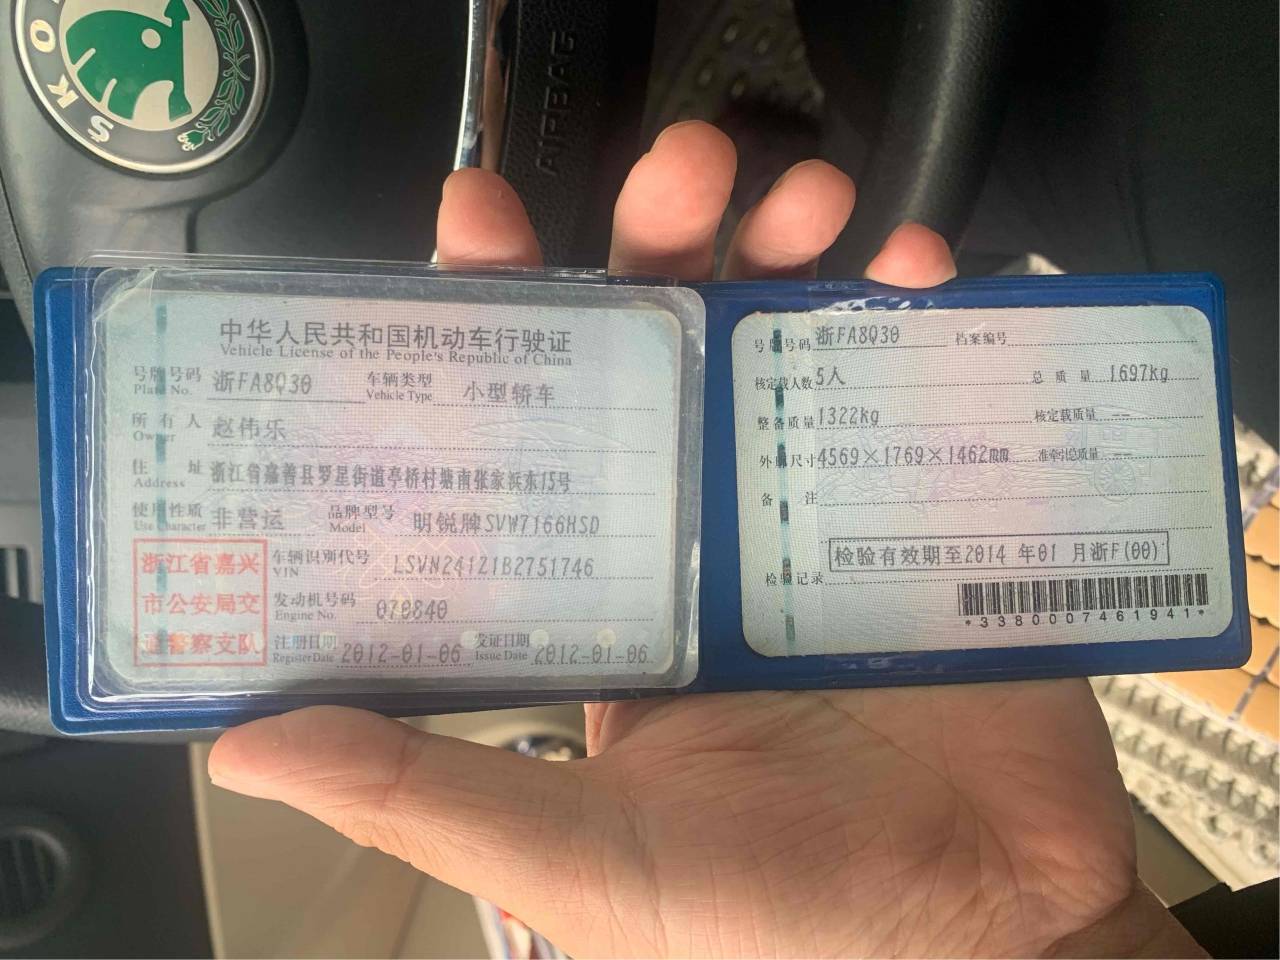 SKO
AIRBAG
中华人民共和国机动车行驶证
Vehicle License of the People's Republic of China
号牌号码 浙FA8Q30 车辆类型 小型轿车
Plate No. Vehicle Type
所有人 赵伟乐
Owner
住址 浙江省嘉善县罗星街道亭桥村塘南张家浜东15号
Address
使用性质 非营运 品牌型号 明锐牌SVW7166HSD
Use Character Model
浙江省嘉兴
市公安局交
通警察支队
车辆识别代号 LSVN24121B2751746
VIN
发动机号码 070840
Engine No.
注册日期 2012-01-06 发证日期 2012-01-06
Register Date Issue Date
号牌号码 浙FA8Q30 档案编号
核定载人数 5人 总质量 1697kg
整备质量 1322kg 核定载质量 --
外廓尺寸 4569×1769×1462mm 准牵引总质量 --
备注
检验有效期至2014 年01 月浙F(00)
检验记录
*3380007461941*